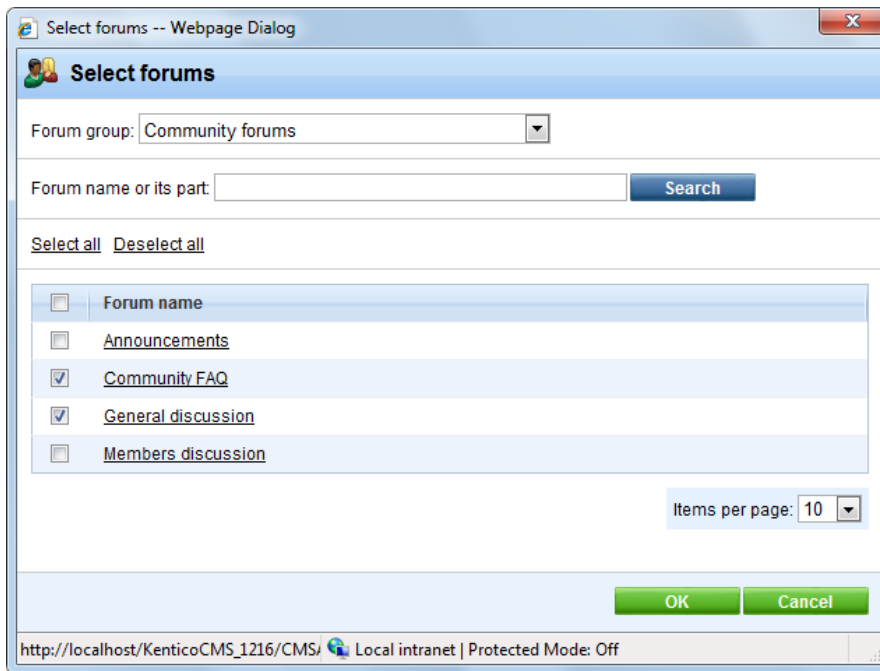 Select forums -- Webpage Dialog
Select forums
Forum group: Community forums
Forum name or its part: Search
Select all Deselect all
Forum name
Announcements
Community FAQ
General discussion
Members discussion
Items per page: 10
OK Cancel
http://localhost/KenticoCMS_1216/CMSA Local intranet | Protected Mode: Off